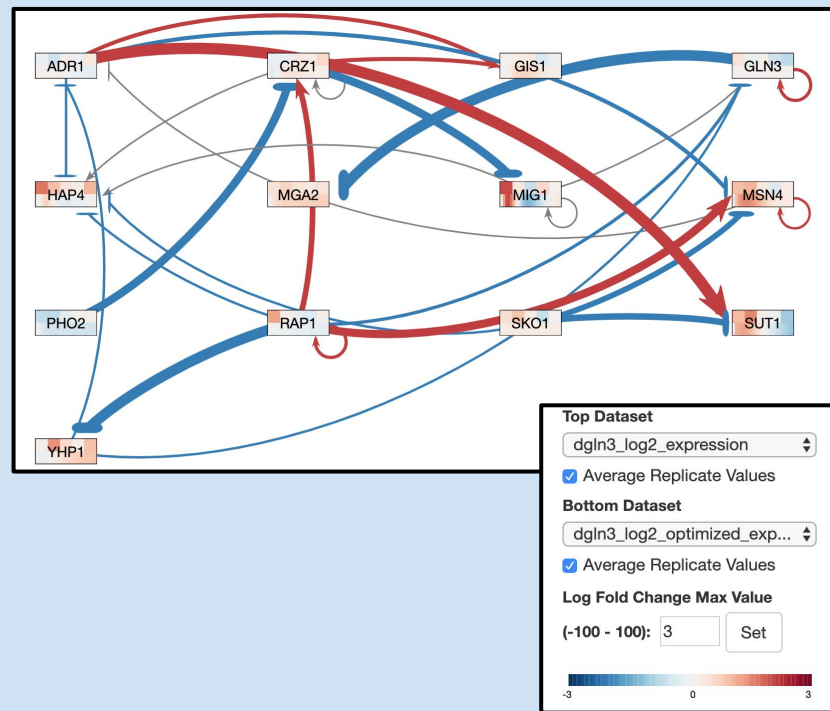 ADR1 CRZ1 GIS1 GLN3
HAP4 MGA2 MIG1 MSN4
PHO2 RAP1 SKO1 SUT1
YHP1
Top Dataset
dgln3_log2_expression
Average Replicate Values
Bottom Dataset
dgln3_log2_optimized_exp...
Average Replicate Values
Log Fold Change Max Value
(-100 - 100): 3 Set
-3 0 3